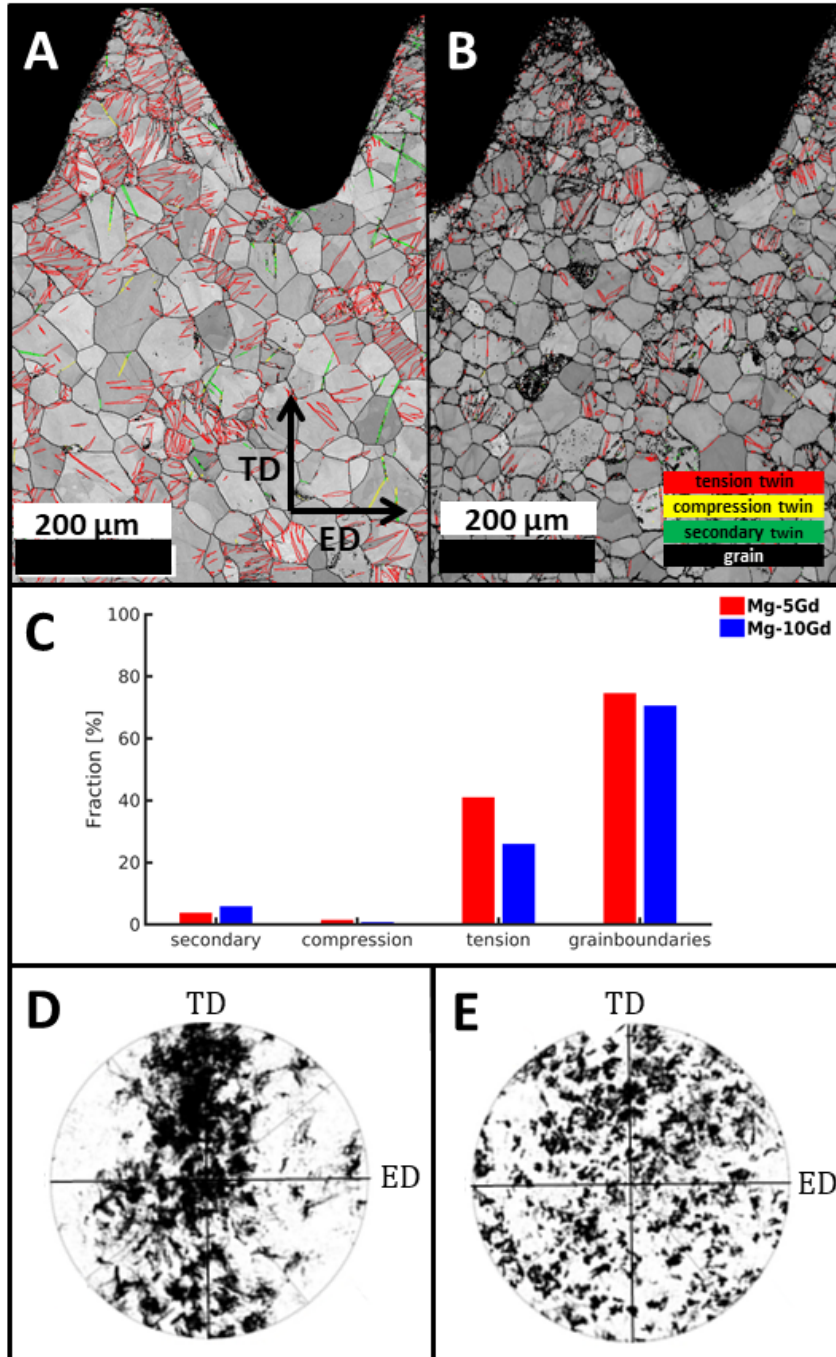 A
B
TD
ED
200 μm
200 μm
tension twin
compression twin
secondary twin
grain
C
Mg-5Gd
Mg-10Gd
Fraction [%]
100
80
60
40
20
0
secondary compression tension grainboundaries
D
TD
ED
E
TD
ED